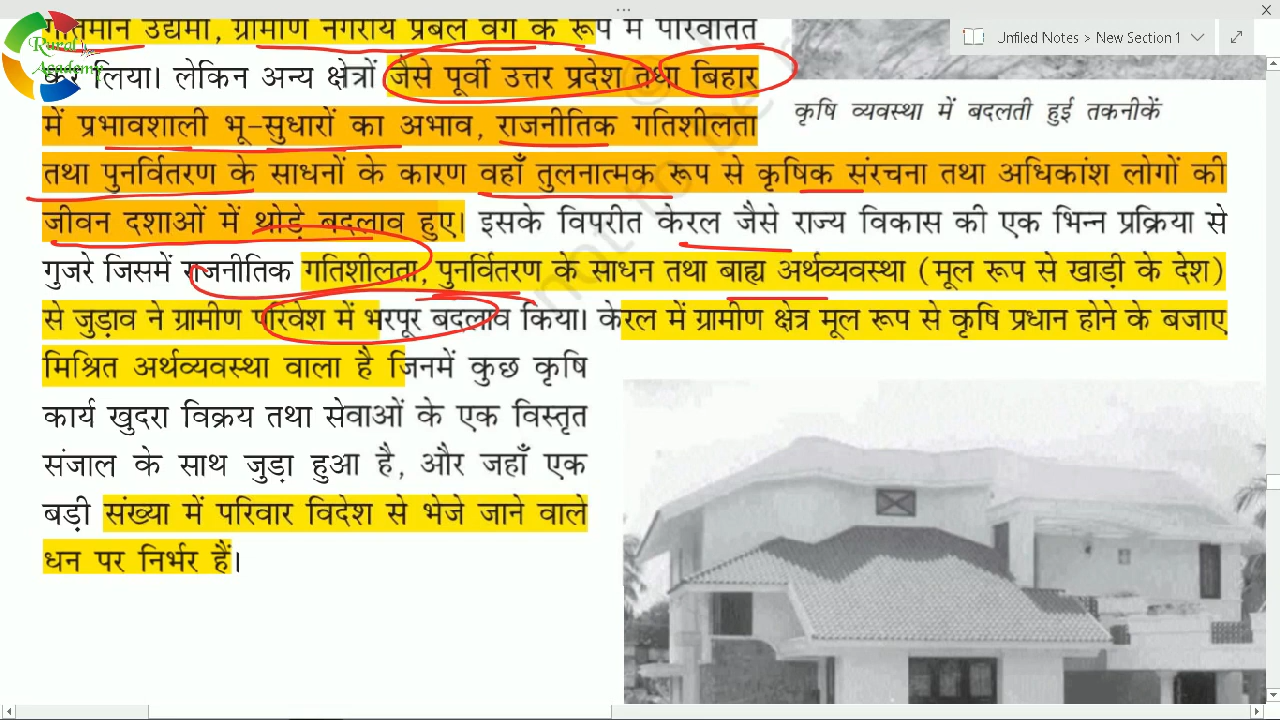 Rural
Academy
Unfiled Notes > New Section 1
गतिमान उद्यमी, ग्रामीण नगरीय प्रबल वर्ग के रूप में परिवर्तित
कर लिया। लेकिन अन्य क्षेत्रों जैसे पूर्वी उत्तर प्रदेश तथा बिहार
में प्रभावशाली भू-सुधारों का अभाव, राजनीतिक गतिशीलता
कृषि व्यवस्था में बदलती हुई तकनीकें
तथा पुनर्वितरण के साधनों के कारण वहाँ तुलनात्मक रूप से कृषिक संरचना तथा अधिकांश लोगों की
जीवन दशाओं में थोड़े बदलाव हुए। इसके विपरीत केरल जैसे राज्य विकास की एक भिन्न प्रक्रिया से
गुजरे जिसमें राजनीतिक गतिशीलता, पुनर्वितरण के साधन तथा बाह्य अर्थव्यवस्था (मूल रूप से खाड़ी के देश)
से जुड़ाव ने ग्रामीण परिवेश में भरपूर बदलाव किया। केरल में ग्रामीण क्षेत्र मूल रूप से कृषि प्रधान होने के बजाए
मिश्रित अर्थव्यवस्था वाला है जिनमें कुछ कृषि
कार्य खुदरा विक्रय तथा सेवाओं के एक विस्तृत
संजाल के साथ जुड़ा हुआ है, और जहाँ एक
बड़ी संख्या में परिवार विदेश से भेजे जाने वाले
धन पर निर्भर हैं।